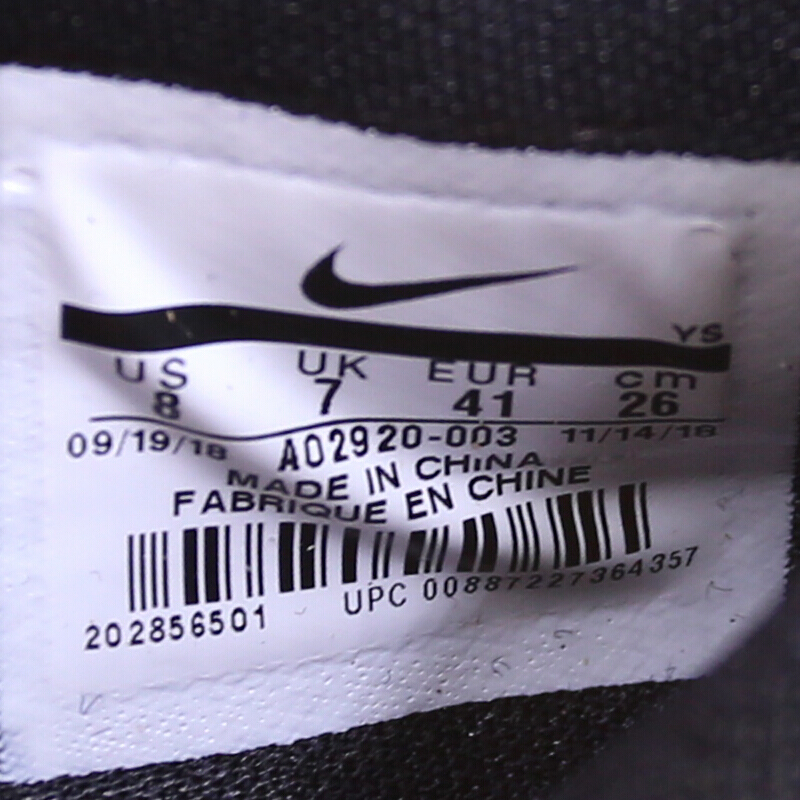 YS
US UK EUR cm
8 7 41 26
09/19/18 AO2920-003 11/14/18
MADE IN CHINA
FABRIQUE EN CHINE
202856501 UPC 00887227364357